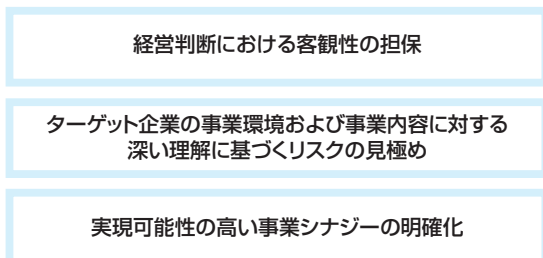 経営判断における客観性の担保
ターゲット企業の事業環境および事業内容に対する
深い理解に基づくリスクの見極め
実現可能性の高い事業シナジーの明確化